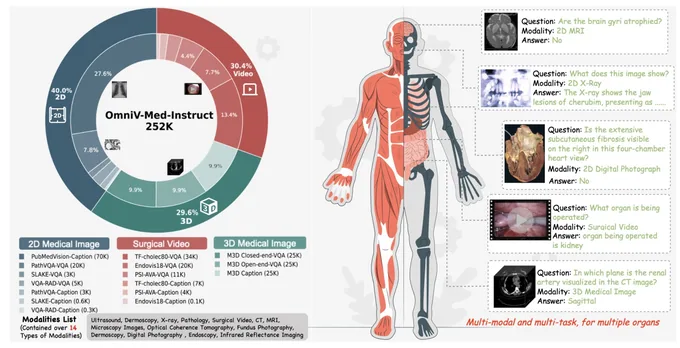 40.0%
2D
27.6%
7.8%
4.4%
7.7%
30.4%
Video
13.4%
OmniV-Med-Instruct
252K
9.9%
9.9%
9.9%
29.6%
3D
2D Medical Image
PubMedVision-Caption (70K)
PathVQA-VQA (20K)
SLAKE-VQA (3K)
VQA-RAD-VQA (5K)
PathVQA-Caption (3K)
SLAKE-Caption (0.6K)
VQA-RAD-Caption (0.3K)
Surgical Video
TF-cholec80-VQA (34K)
Endovis18-VQA (20K)
PSI-AVA-VQA (11K)
TF-cholec80-Caption (7K)
PSI-AVA-Caption (4K)
Endovis18-Caption (0.1K)
3D Medical Image
M3D Closed-end-VQA (25K)
M3D Open-end-VQA (25K)
M3D Caption (25K)
Modalities List
(Contained over 14
Types of Modalities)
Ultrasound, Dermoscopy, X-ray, Pathology, Surgical Video, CT, MRI,
Microscopy Images, Optical Coherence Tomography, Fundus Photography,
Dermoscopy, Digital Photography , Endoscopy, Infrared Reflectance Imaging
Question: Are the brain gyri atrophied?
Modality: 2D MRI
Answer: No
Question: What does this image show?
Modality: 2D X-Ray
Answer: The X-ray shows the jaw
lesions of cherubim, presenting as ......
Question: Is the extensive
subcutaneous fibrosis visible
on the right in this four-chamber
heart view?
Modality: 2D Digital Photograph
Answer: No
Question: What organ is being
operated?
Modality: Surgical Video
Answer: organ being operated
is kidney
Question: In which plane is the renal
artery visualized in the CT image?
Modality: 3D Medical Image
Answer: Sagittal
Multi-modal and multi-task, for multiple organs